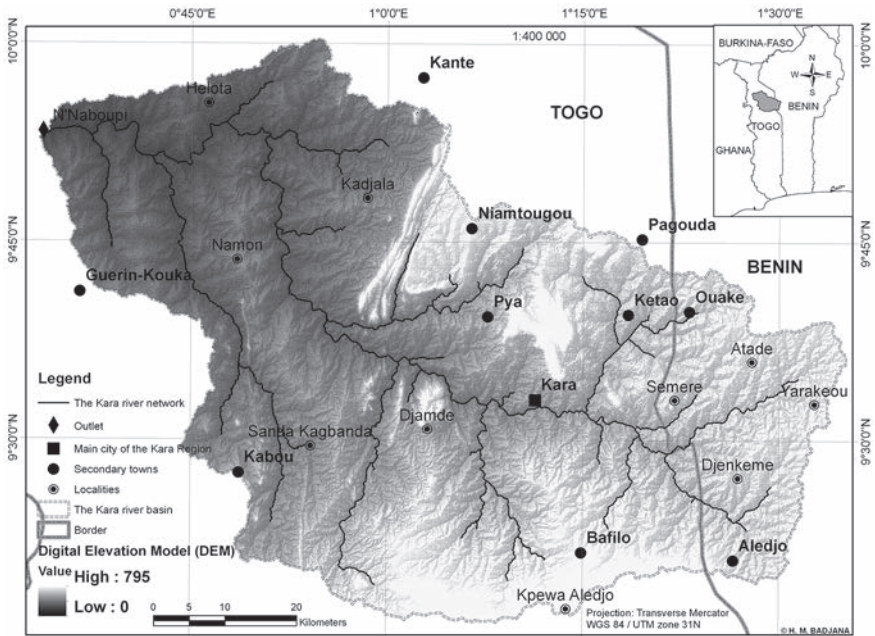 0°45'0"E
1°00'0"E
1°15'0"E
1°30'0"E
10°0'0"N
10°0'0"N
1:400 000
Kante
TOGO
BURKINA-FASO
N
W
E
S
BENIN
TOGO
GHANA
Helota
N'Naboupi
Kadjala
Niamtougou
Pagouda
9°45'0"N
9°45'0"N
Namon
BENIN
Guerin-Kouka
Pya
Ketao
Ouake
Atade
Kara
Semere
Yarakeou
Djamde
Sanda Kagbanda
9°30'0"N
9°30'0"N
Kabou
Djenkeme
Bafilo
Aledjo
Kpewa Aledjo
Legend
The Kara river network
Outlet
Main city of the Kara Region
Secondary towns
Localities
The Kara river basin
Border
Digital Elevation Model (DEM)
Value
High : 795
Low : 0
0 5 10 20
Kilometers
Projection: Transverse Mercator
WGS 84 / UTM zone 31N
© H. M. BADJANA